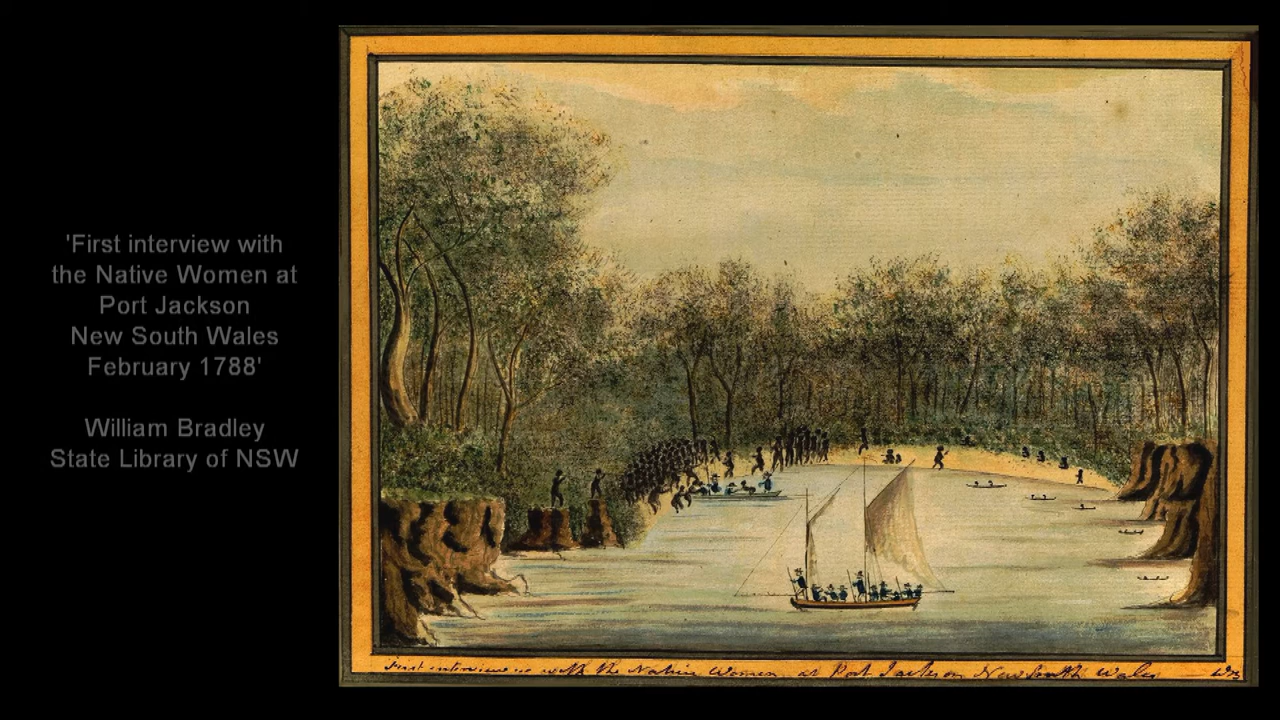 'First interview with
the Native Women at
Port Jackson
New South Wales
February 1788'
William Bradley
State Library of NSW
First interview with the Native Women at Port Jackson New South Wales